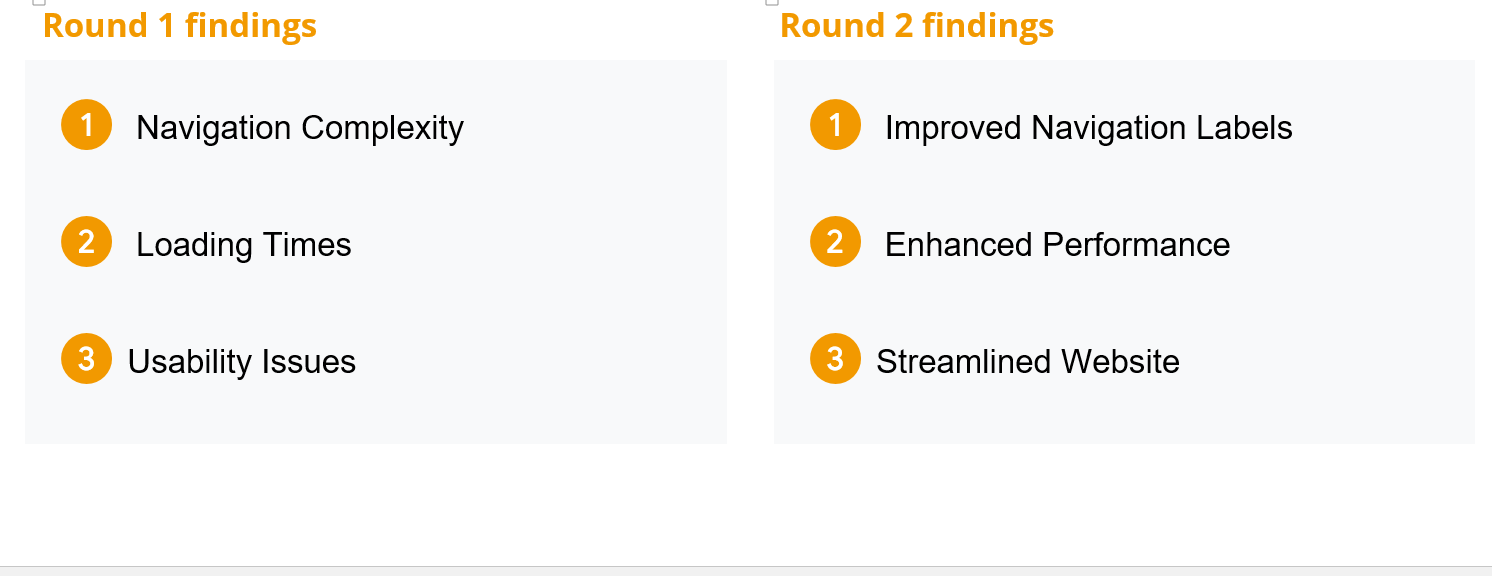 Round 1 findings
1 Navigation Complexity
2 Loading Times
3 Usability Issues
Round 2 findings
1 Improved Navigation Labels
2 Enhanced Performance
3 Streamlined Website